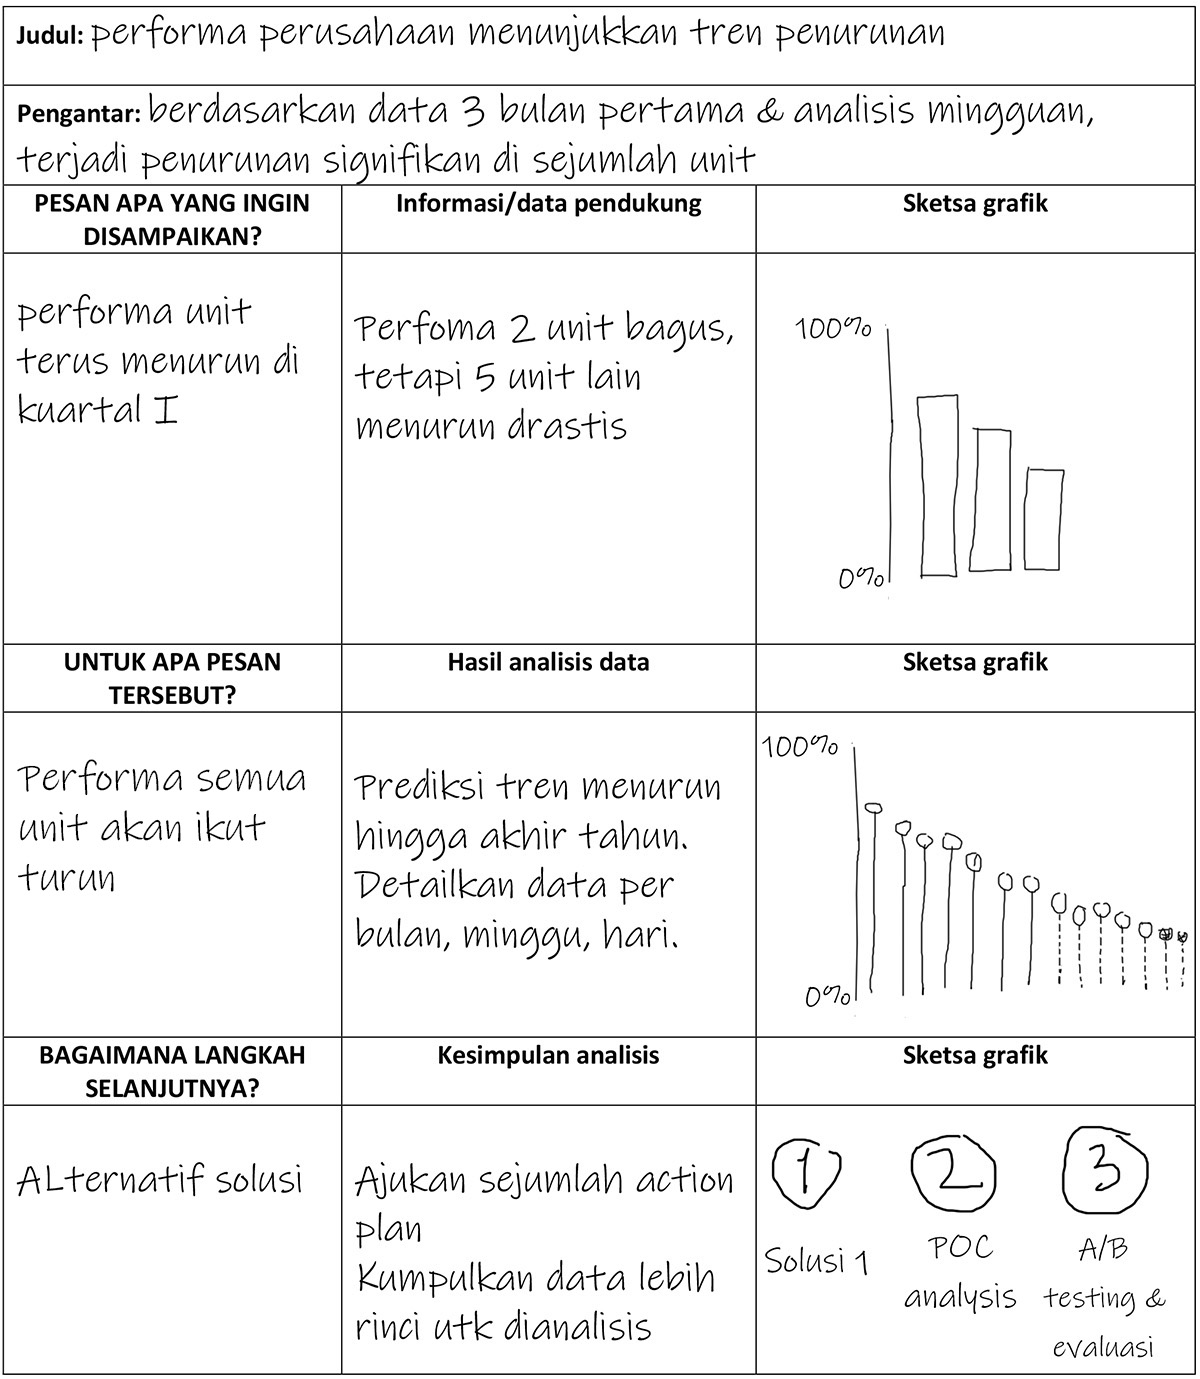 Judul: performa perusahaan menunjukkan tren penurunan
Pengantar: berdasarkan data 3 bulan pertama & analisis mingguan,
terjadi penurunan signifikan di sejumlah unit
PESAN APA YANG INGIN
DISAMPAIKAN?
Informasi/data pendukung
Sketsa grafik
performa unit
terus menurun di
kuartal I
Perfoma 2 unit bagus,
tetapi 5 unit lain
menurun drastis
100%
0%
UNTUK APA PESAN
TERSEBUT?
Hasil analisis data
Sketsa grafik
Performa semua
unit akan ikut
turun
Prediksi tren menurun
hingga akhir tahun.
Detailkan data per
bulan, minggu, hari.
100%
0%
BAGAIMANA LANGKAH
SELANJUTNYA?
Kesimpulan analisis
Sketsa grafik
ALternatif solusi
Ajukan sejumlah action
plan
Kumpulkan data lebih
rinci utk dianalisis
1
Solusi 1
2
POC
analysis
3
A/B
testing &
evaluasi